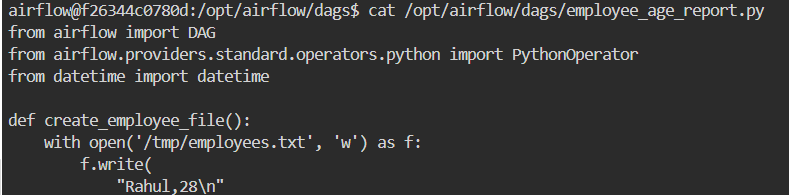 airflow@f26344c0780d:/opt/airflow/dags$ cat /opt/airflow/dags/employee_age_report.py
from airflow import DAG
from airflow.providers.standard.operators.python import PythonOperator
from datetime import datetime

def create_employee_file():
    with open('/tmp/employees.txt', 'w') as f:
        f.write(
            "Rahul,28\n"